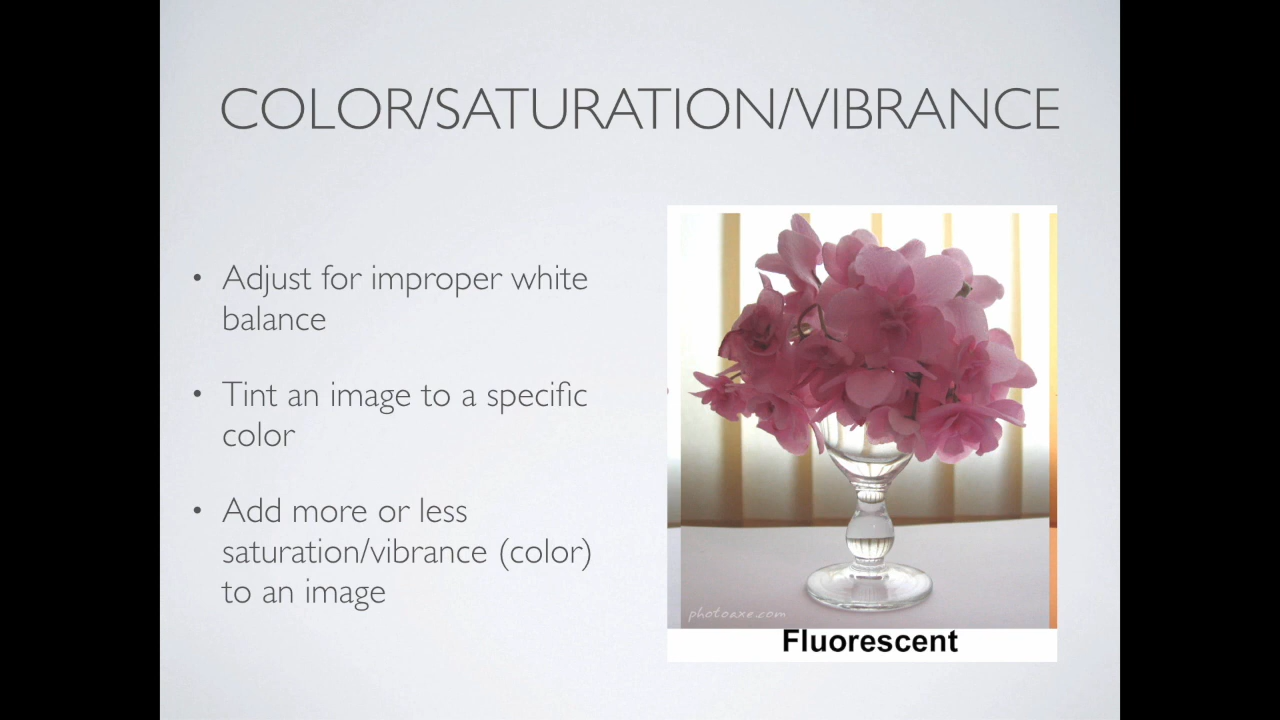 COLOR/SATURATION/VIBRANCE
• Adjust for improper white
balance
• Tint an image to a specific
color
• Add more or less
saturation/vibrance (color)
to an image
photoaxe.com
Fluorescent